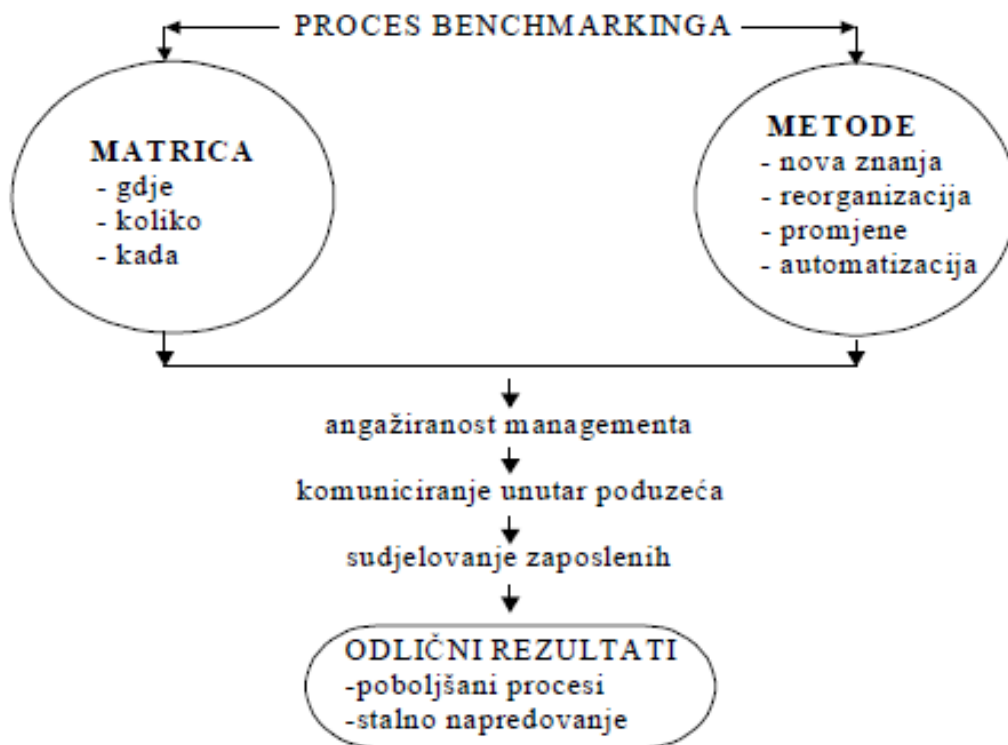 PROCES BENCHMARKINGA
MATRICA
- gdje
- koliko
- kada
METODE
- nova znanja
- reorganizacija
- promjene
- automatizacija
angažiranost managementa
komuniciranje unutar poduzeća
sudjelovanje zaposlenih
ODLIČNI REZULTATI
-poboljšani procesi
-stalno napredovanje